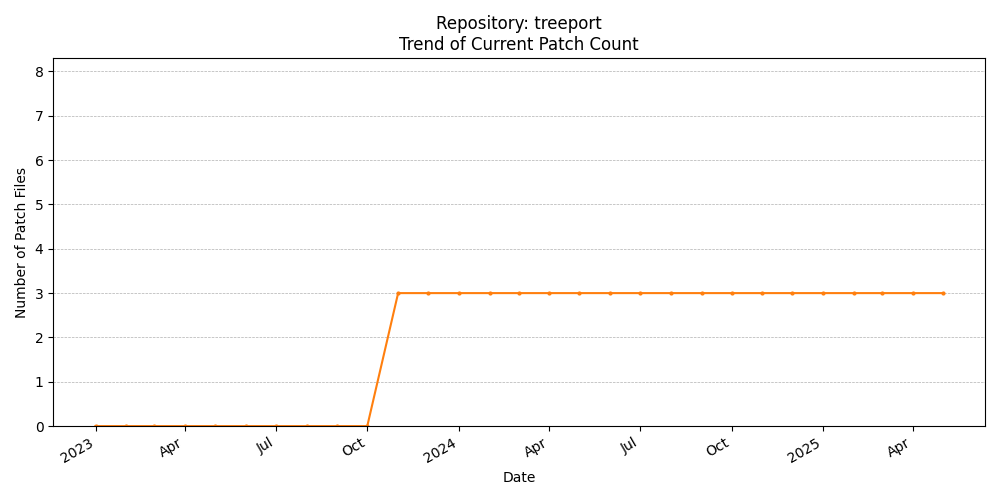 Repository: treeport
Trend of Current Patch Count
Number of Patch Files
8
7
6
5
4
3
2
1
0
2023
Apr
Jul
Oct
2024
Apr
Jul
Oct
2025
Apr
Date